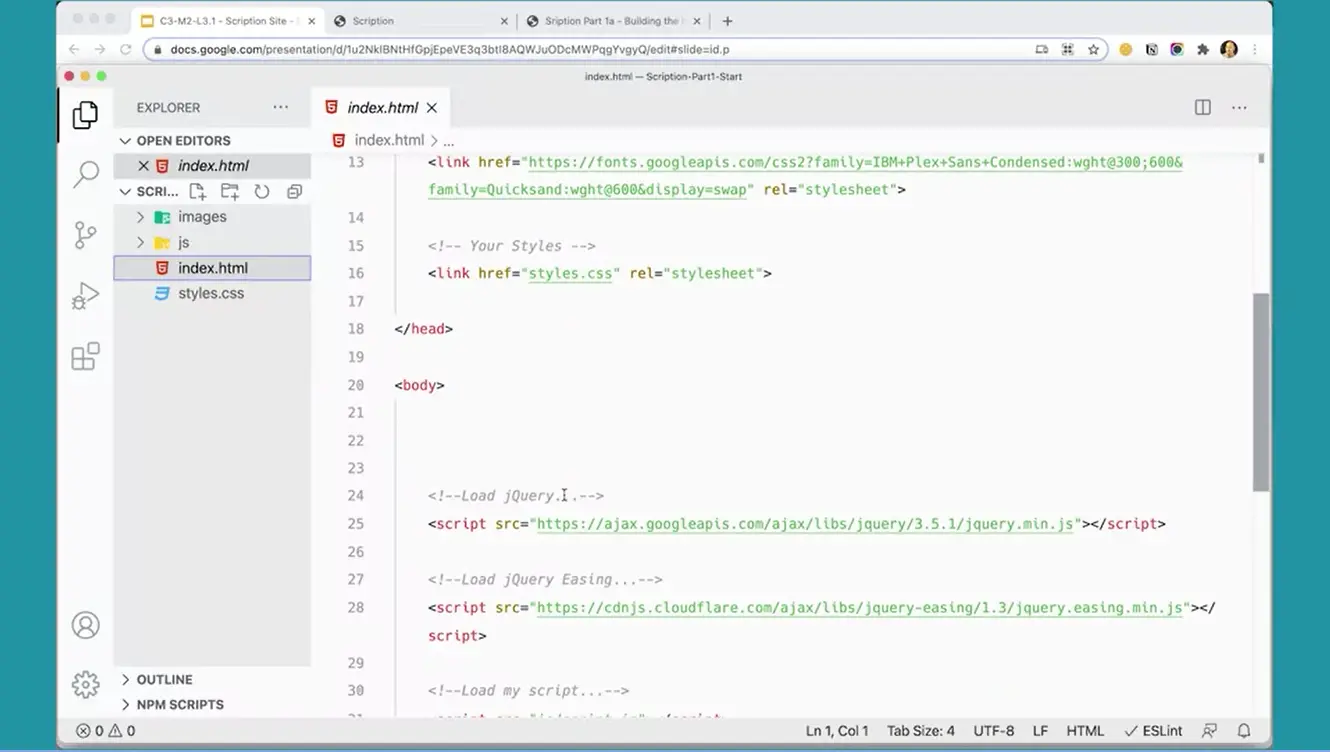 C3-M2-L3.1 - Scription Site -
Scription
Sription Part 1a - Building the
docs.google.com/presentation/d/1u2NklBNtHfGpjEpeVE3q3btl8AQWJuODcMWPqgYvgyQ/edit#slide=id.p
index.html — Scription-Part1-Start
EXPLORER
index.html
OPEN EDITORS
index.html > ...
index.html
SCRI...
images
js
index.html
styles.css
13 <link href="https://fonts.googleapis.com/css2?family=IBM+Plex+Sans+Condensed:wght@300;600&
family=Quicksand:wght@600&display=swap" rel="stylesheet">
14
15 <!-- Your Styles -->
16 <link href="styles.css" rel="stylesheet">
17
18 </head>
19
20 <body>
21
22
23
24 <!--Load jQuery...-->
25 <script src="https://ajax.googleapis.com/ajax/libs/jquery/3.5.1/jquery.min.js"></script>
26
27 <!--Load jQuery Easing...-->
28 <script src="https://cdnjs.cloudflare.com/ajax/libs/jquery-easing/1.3/jquery.easing.min.js"></
script>
29
30 <!--Load my script...-->
OUTLINE
NPM SCRIPTS
0 0
Ln 1, Col 1 Tab Size: 4 UTF-8 LF HTML ESLint